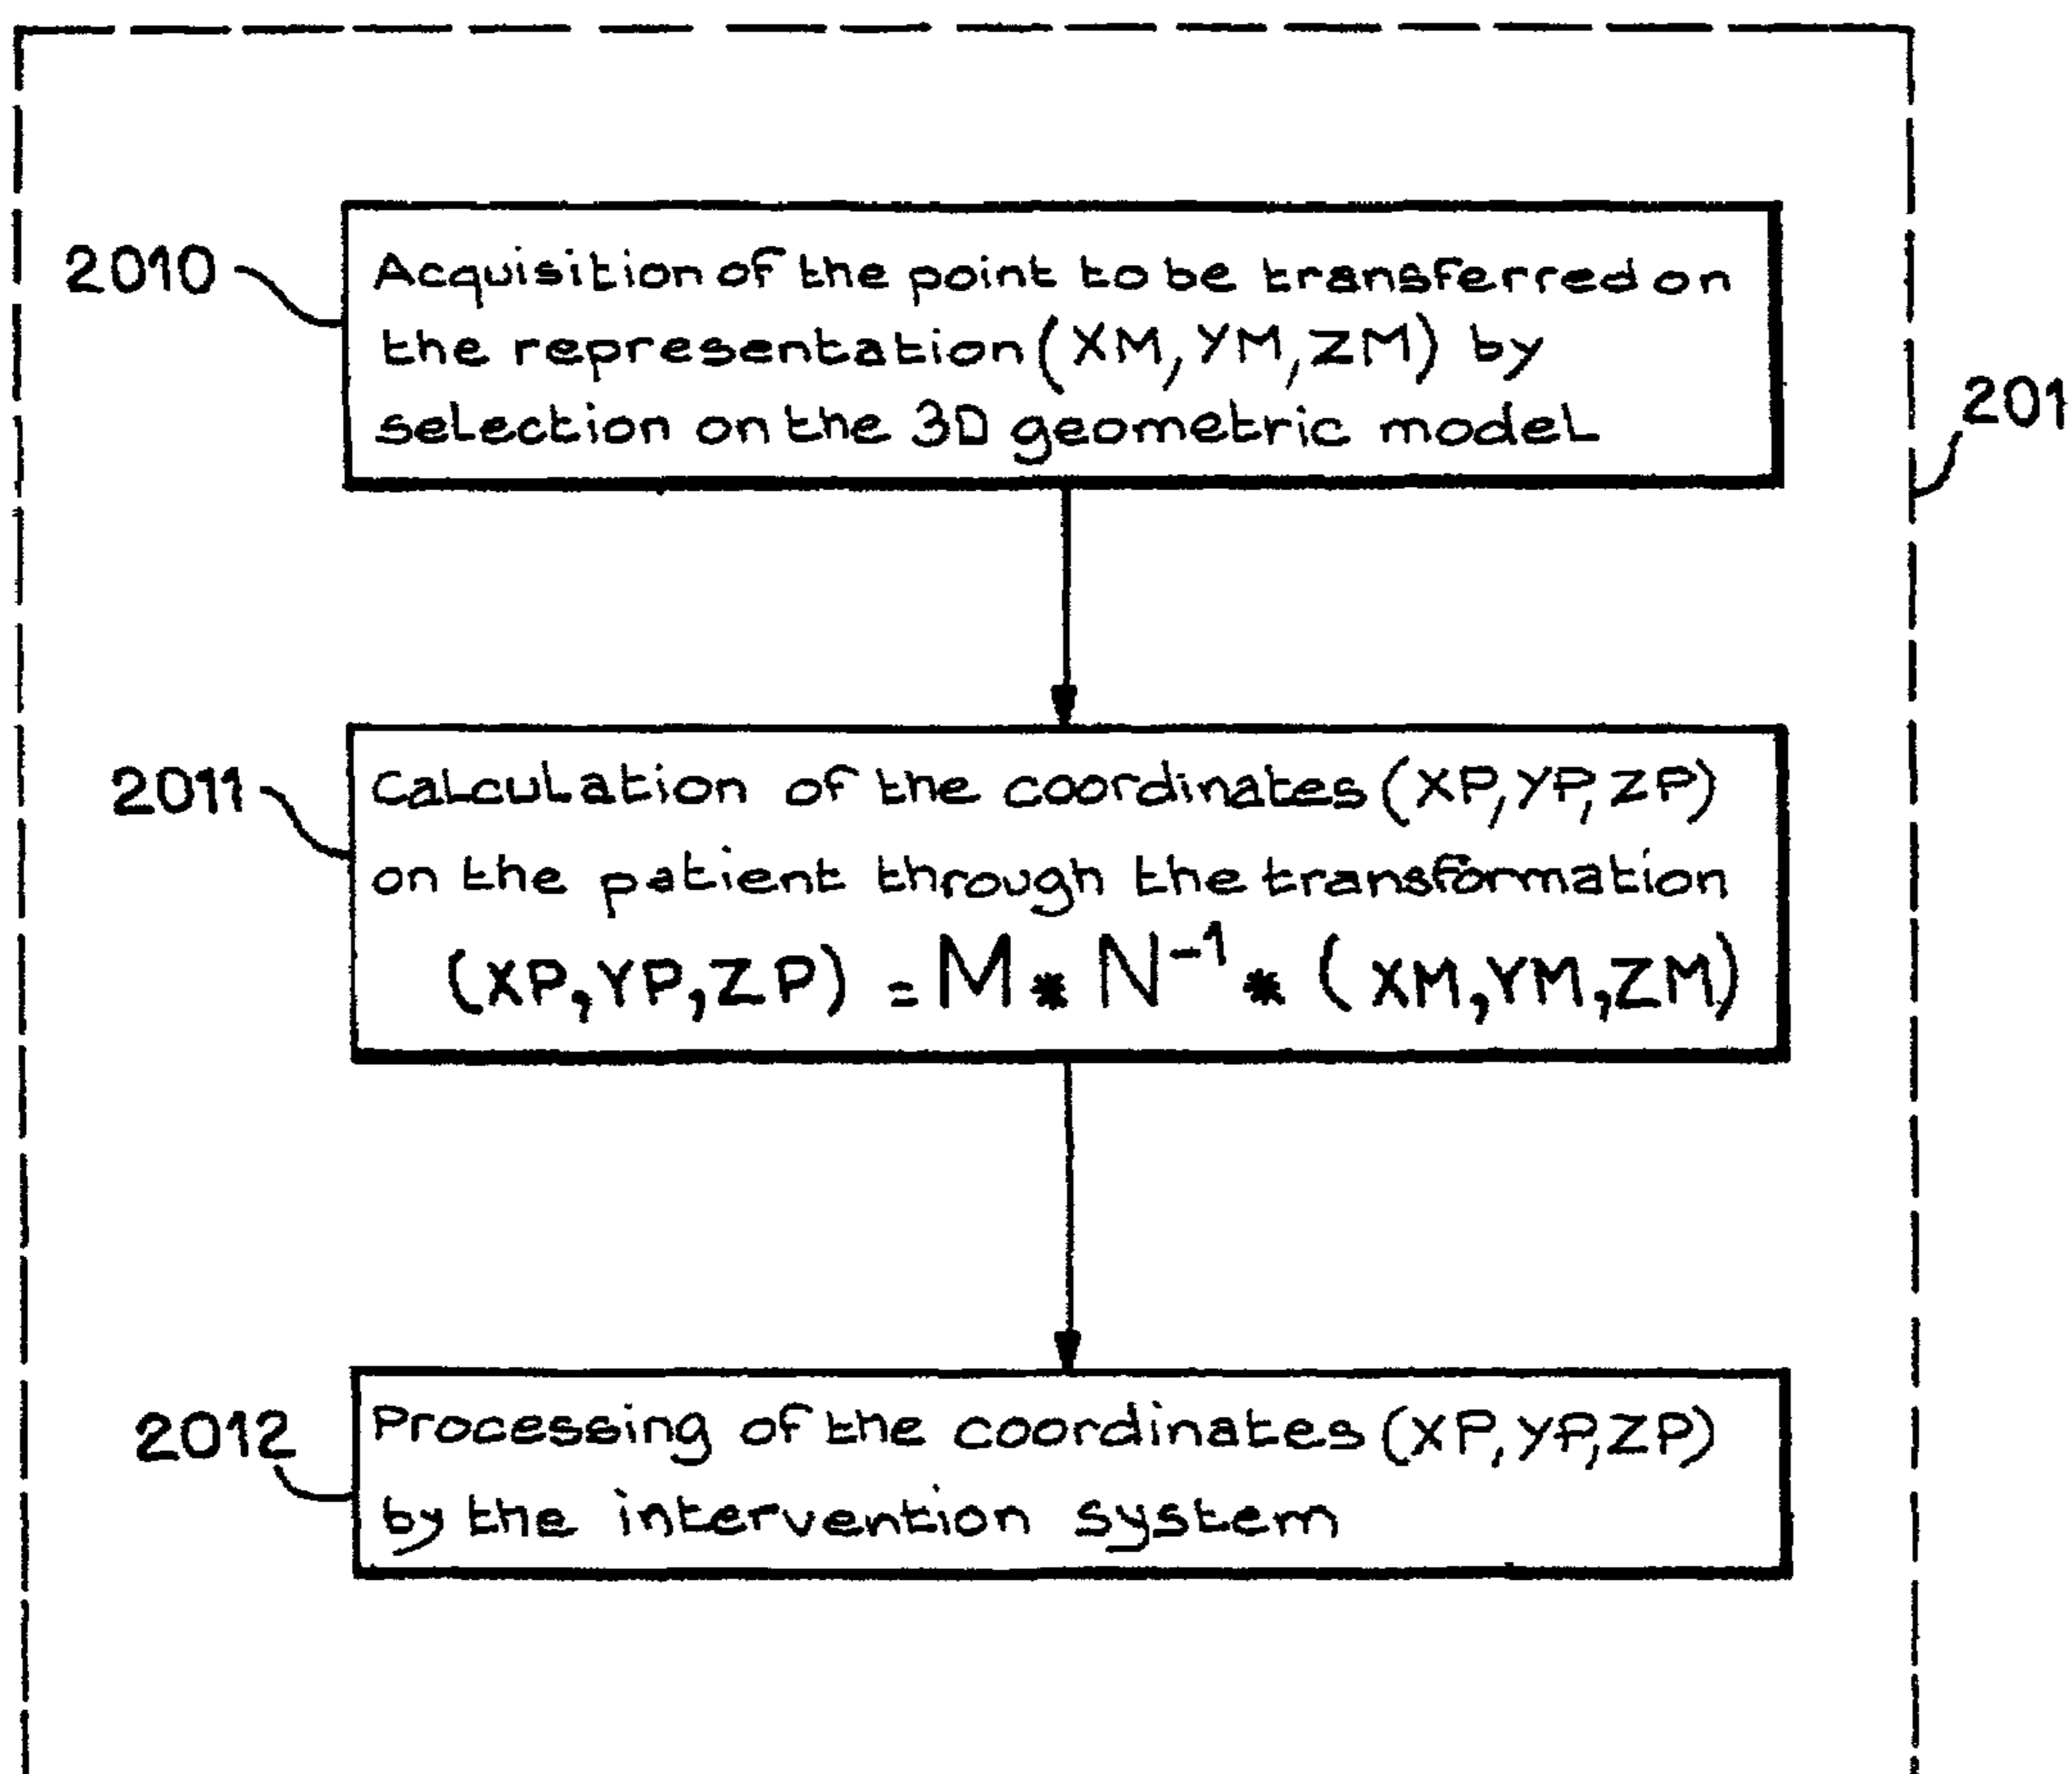 2010
Acquisition of the point to be transferred on
the representation (XM, YM, ZM) by
selection on the 3D geometric model
201
2011
Calculation of the coordinates (XP, YP, ZP)
on the patient through the transformation
(XP, YP, ZP) = M * N⁻¹ * (XM, YM, ZM)
2012
Processing of the coordinates (XP, YP, ZP)
by the intervention system